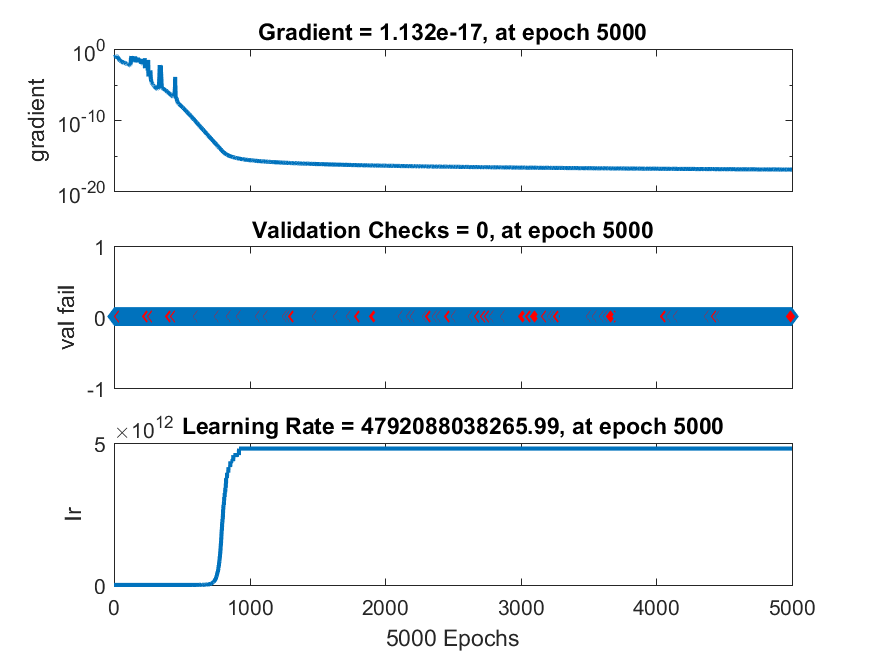 Gradient = 1.132e-17, at epoch 5000
10^0
10^-10
10^-20
gradient
Validation Checks = 0, at epoch 5000
1
0
-1
val fail
×10^12 Learning Rate = 4792088038265.99, at epoch 5000
5
0
lr
0 1000 2000 3000 4000 5000
5000 Epochs